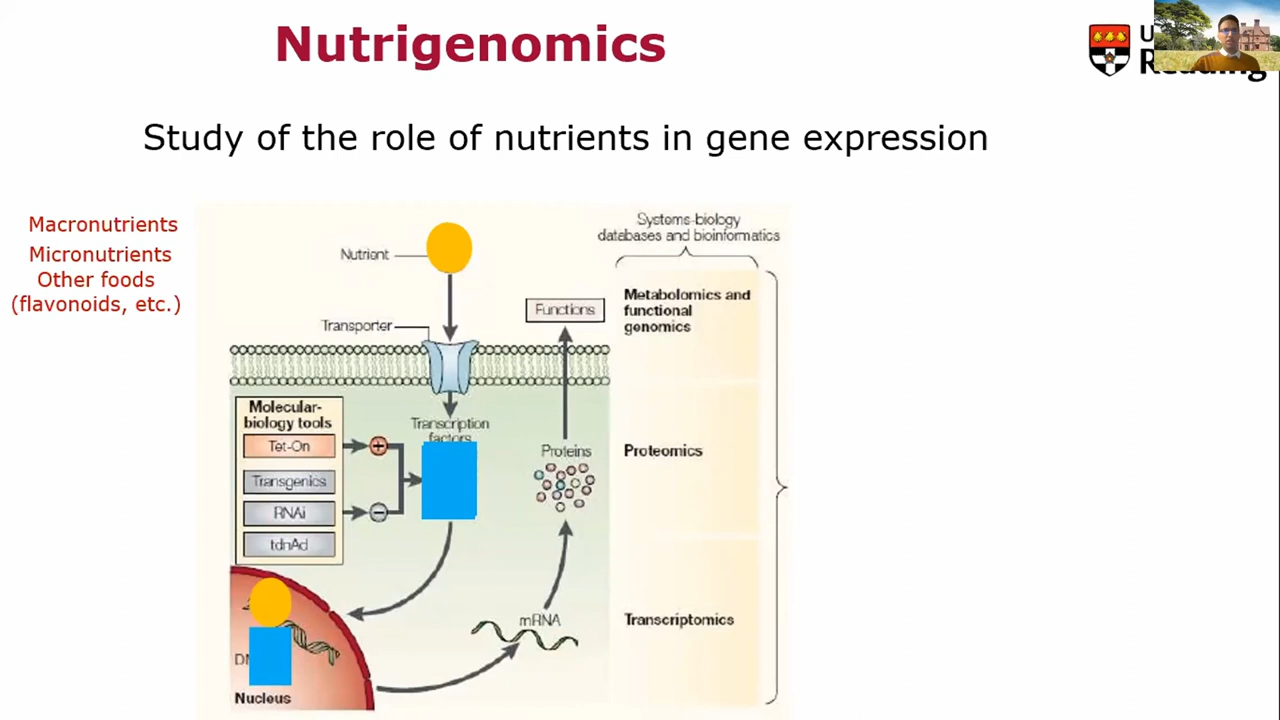 Nutrigenomics
Study of the role of nutrients in gene expression
Macronutrients
Micronutrients
Other foods
(flavonoids, etc.)
Nutrient
Transporter
Molecular-
biology tools
Tet-On
Transgenics
RNAi
tdnAd
Transcription
factors
Nucleus
mRNA
Proteins
Functions
Systems-biology
databases and bioinformatics
Metabolomics and
functional
genomics
Proteomics
Transcriptomics
Reading